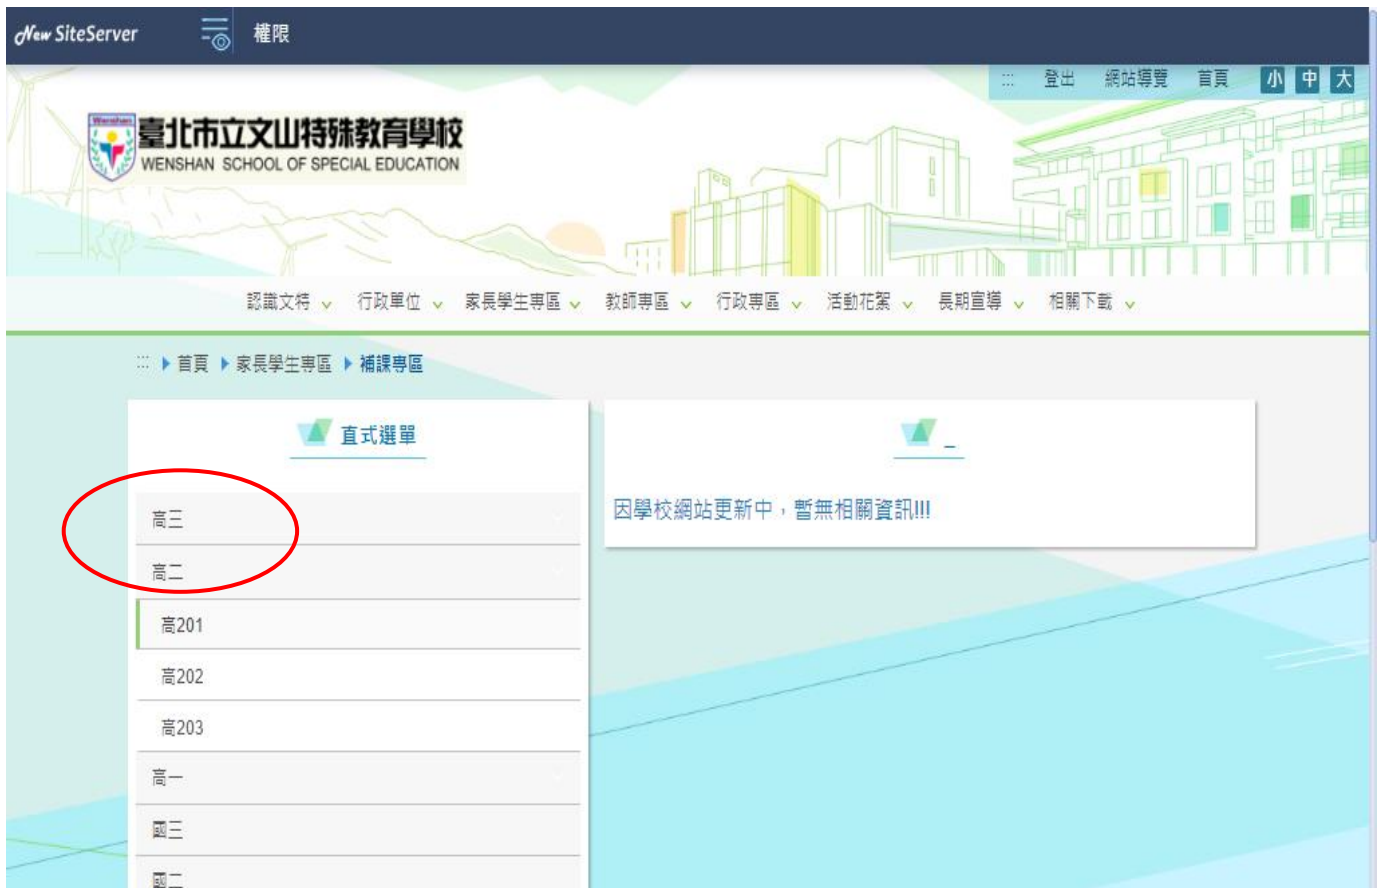 New SiteServer 權限
::: 登出 網站導覽 首頁 小 中 大
Wenshan
臺北市立文山特殊教育學校
WENSHAN SCHOOL OF SPECIAL EDUCATION
認識文特 行政單位 家長學生專區 教師專區 行政專區 活動花絮 長期宣導 相關下載
::: 首頁 家長學生專區 補課專區
直式選單
高三
高二
高201
高202
高203
高一
國三
國二
_
因學校網站更新中，暫無相關資訊!!!